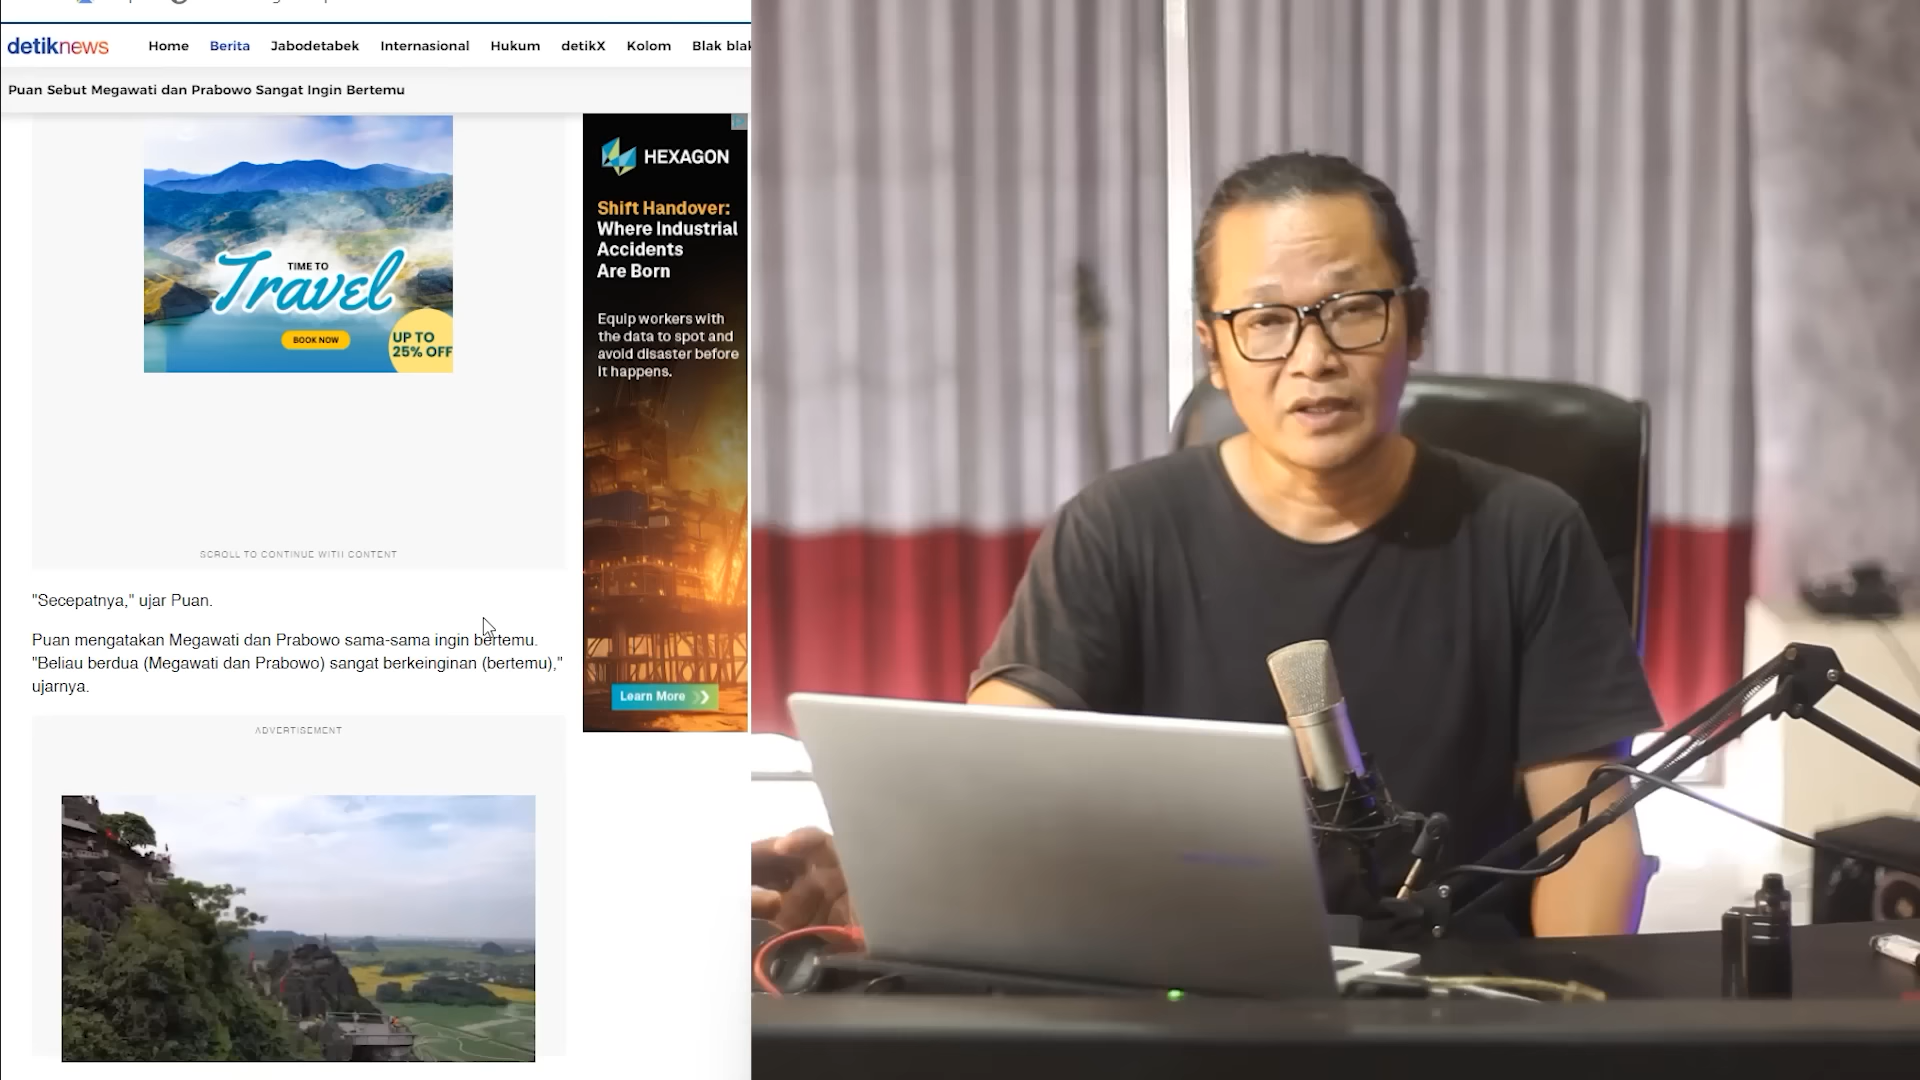 detiknews
Home Berita Jabodetabek Internasional Hukum detikX Kolom Blak blak
Puan Sebut Megawati dan Prabowo Sangat Ingin Bertemu
TIME TO
Travel
BOOK NOW
UP TO
25% OFF
SCROLL TO CONTINUE WITH CONTENT
"Secepatnya," ujar Puan.
Puan mengatakan Megawati dan Prabowo sama-sama ingin bertemu.
"Beliau berdua (Megawati dan Prabowo) sangat berkeinginan (bertemu),"
ujarnya.
ADVERTISEMENT
HEXAGON
Shift Handover:
Where Industrial
Accidents
Are Born
Equip workers with
the data to spot and
avoid disaster before
it happens.
Learn More